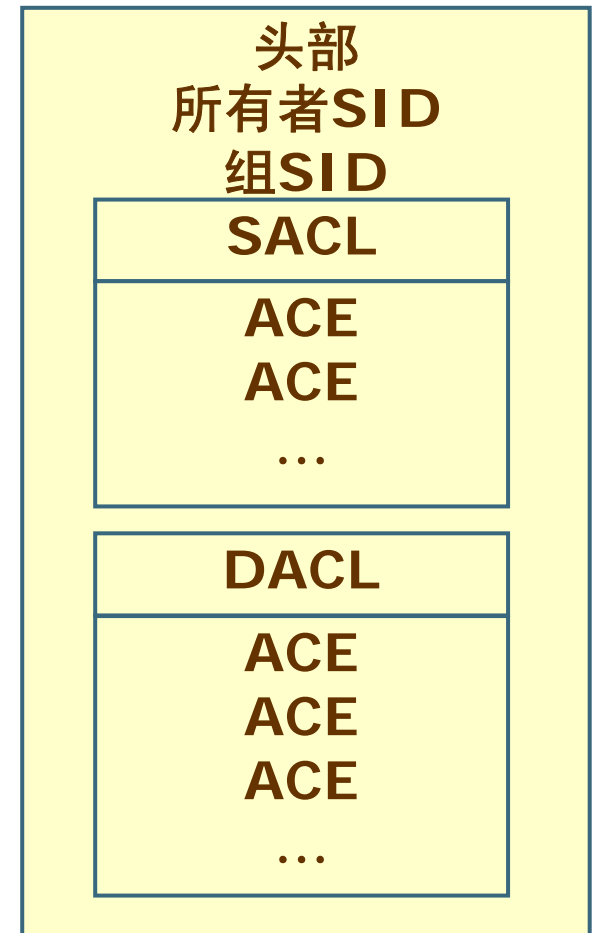 头部
所有者SID
组SID
SACL
ACE
ACE
...
DACL
ACE
ACE
ACE
...